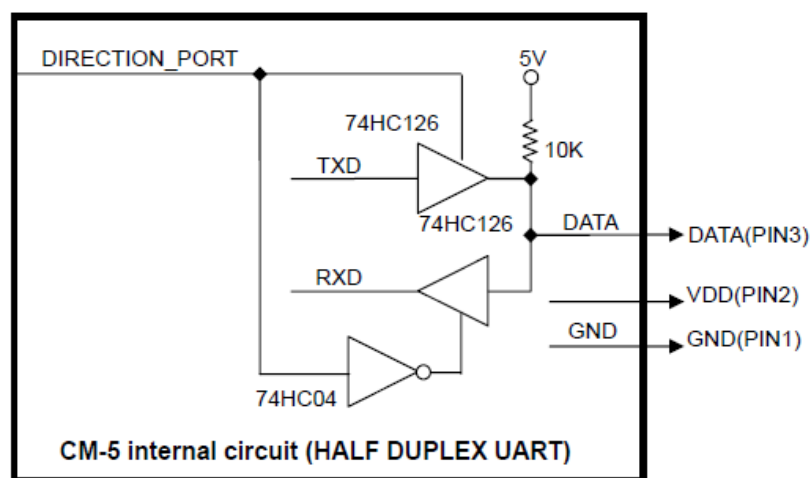 DIRECTION_PORT
5V
74HC126
10K
TXD
74HC126
DATA
DATA(PIN3)
RXD
VDD(PIN2)
GND
GND(PIN1)
74HC04
CM-5 internal circuit (HALF DUPLEX UART)